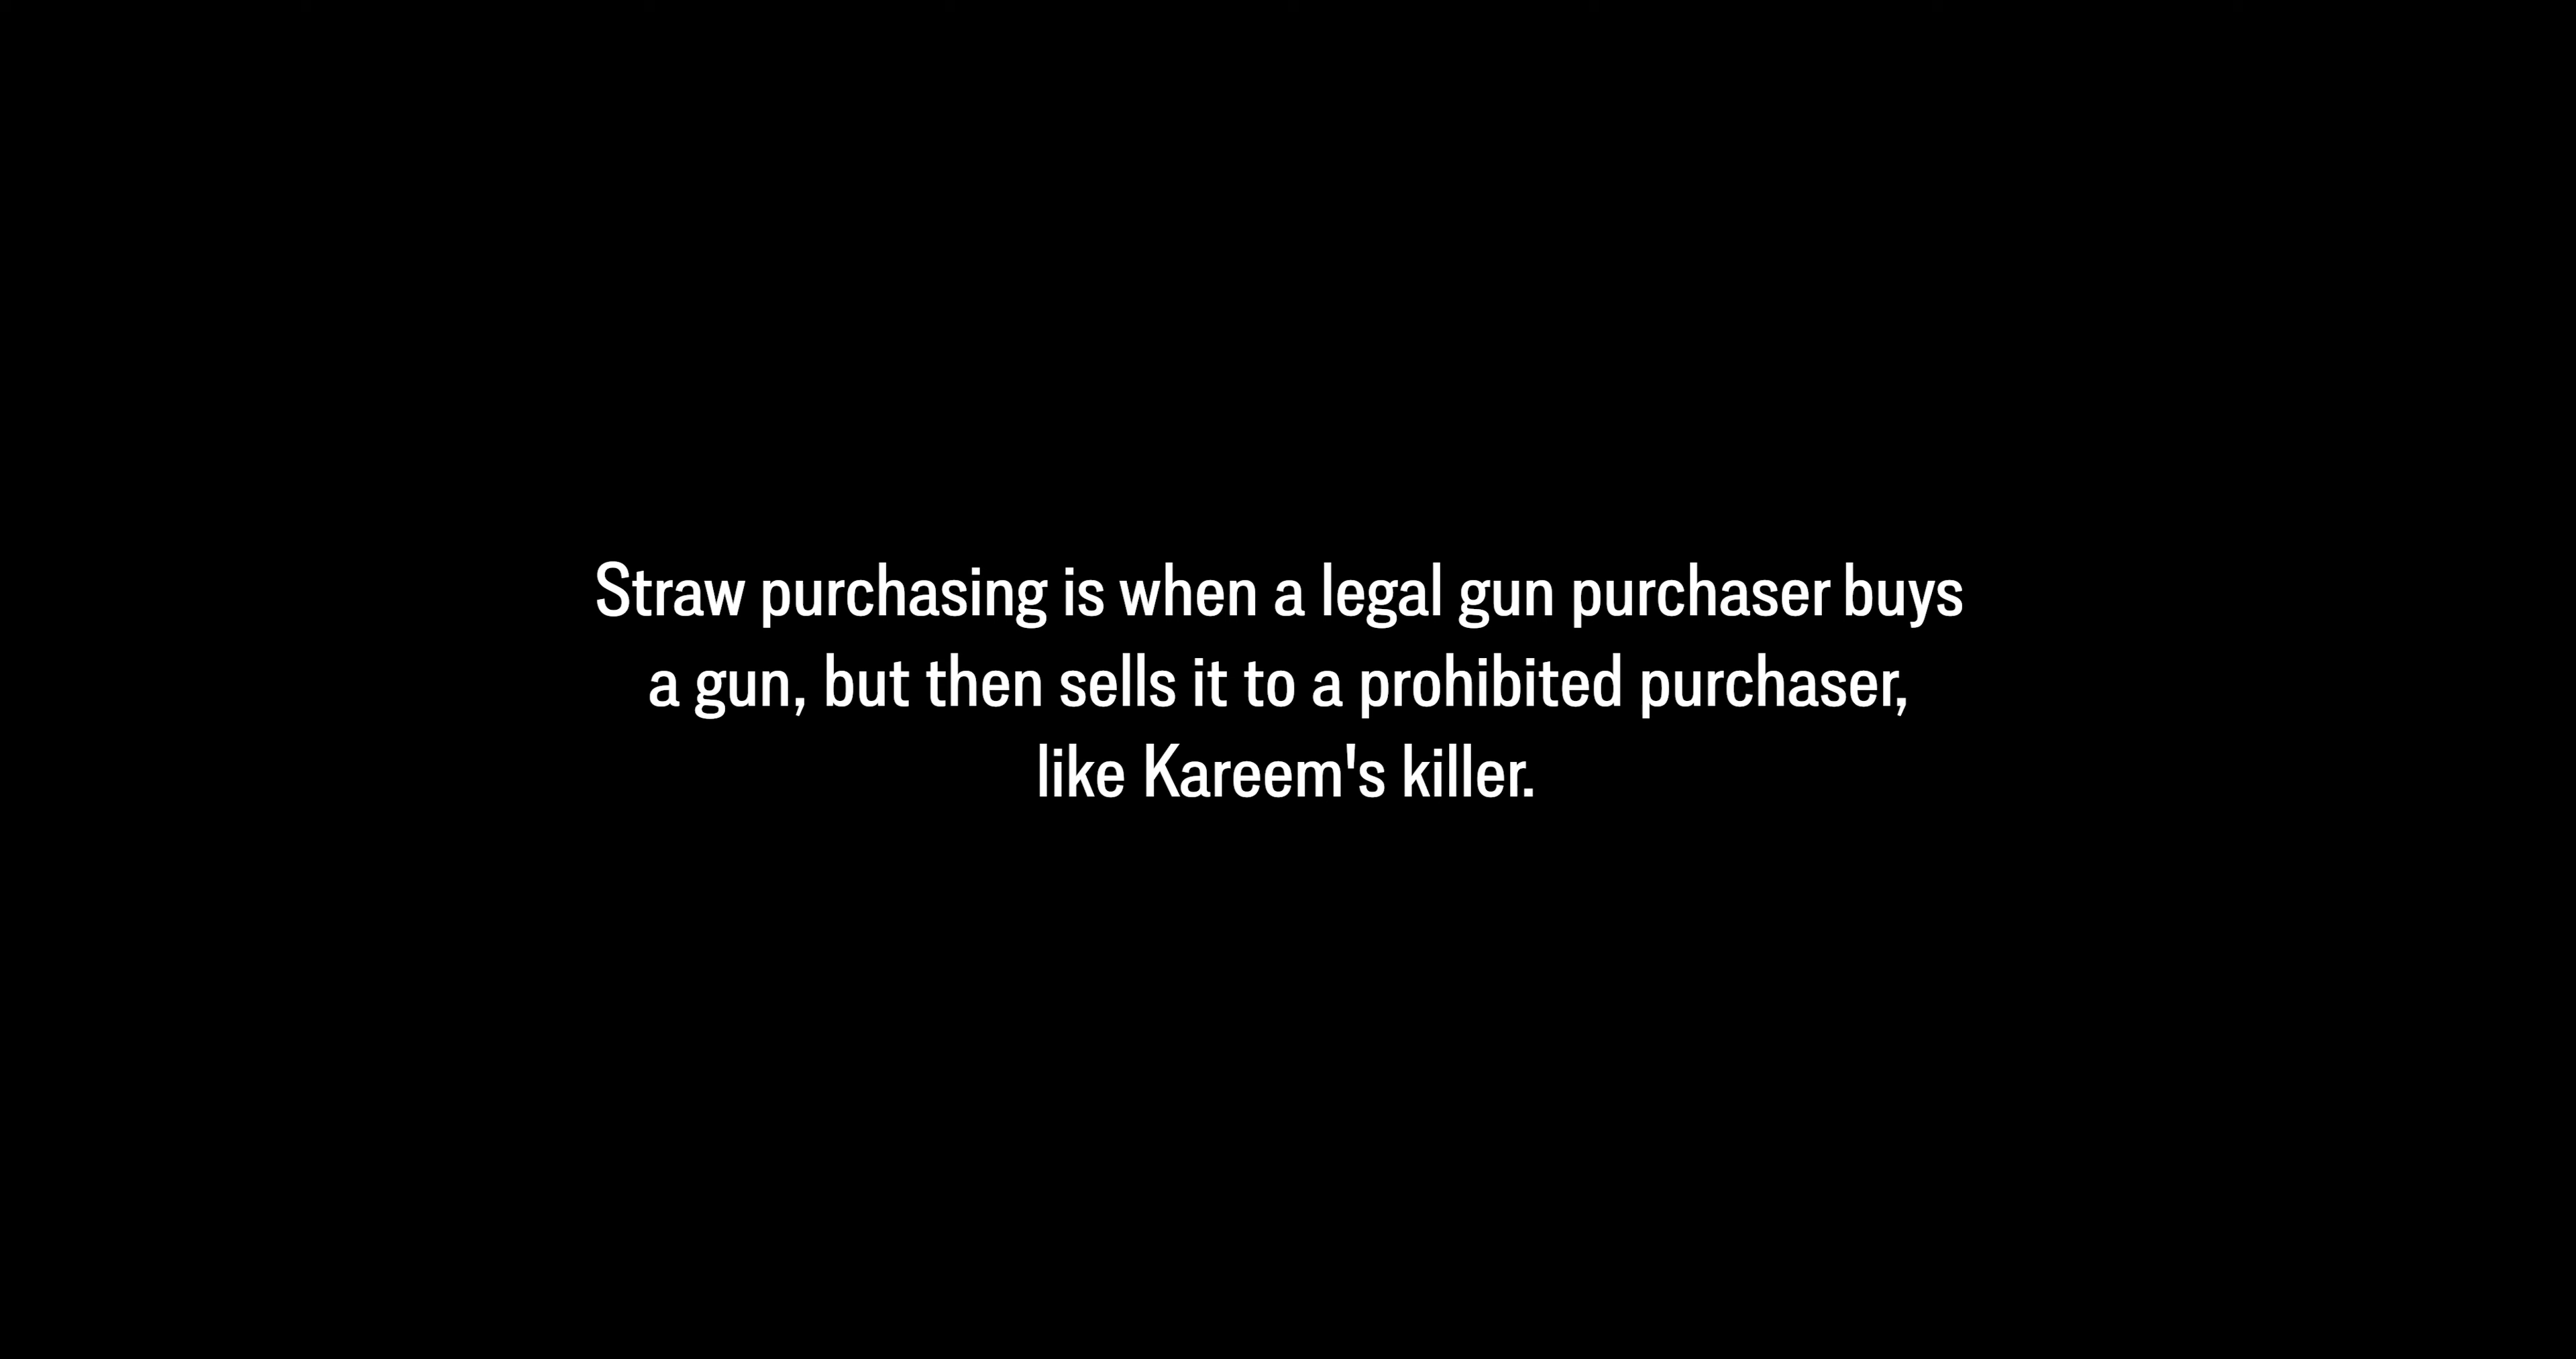 Straw purchasing is when a legal gun purchaser buys
a gun, but then sells it to a prohibited purchaser,
like Kareem's killer.